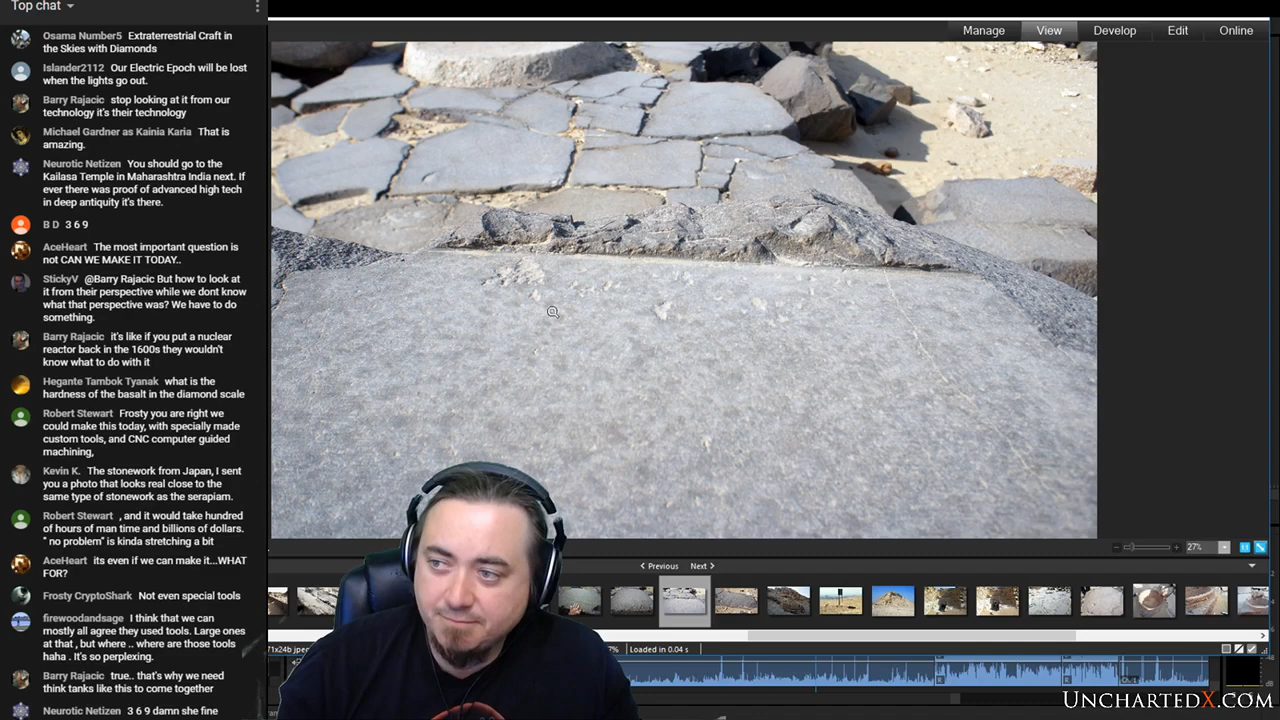 Top chat
Osama Number5 Extraterrestrial Craft in
the Skies with Diamonds
Islander2112 Our Electric Epoch will be lost
when the lights go out.
Barry Rajacic stop looking at it from our
technology it's their technology
Michael Gardner as Kainia Karia That is
amazing.
Neurotic Netizen You should go to the
Kailasa Temple in Maharashtra India next. If
ever there was proof of advanced high tech
in deep antiquity it's there.
B D 3 6 9
AceHeart The most important question is
not CAN WE MAKE IT TODAY..
StickyV @Barry Rajacic But how to look at
it from their perspective while we dont know
what that perspective was? We have to do
something.
Barry Rajacic it's like if you put a nuclear
reactor back in the 1600s they wouldn't
know what to do with it
Hegante Tambok Tyanak what is the
hardness of the basalt in the diamond scale
Robert Stewart Frosty you are right we
could make this today, with specially made
custom tools, and CNC computer guided
machining,
Kevin K. The stonework from Japan, I sent
you a photo that looks real close to the
same type of stonework as the serapiam.
Robert Stewart , and it would take hundred
of hours of man time and billions of dollars.
" no problem" is kinda stretching a bit
AceHeart its even if we can make it...WHAT
FOR?
Frosty CryptoShark Not even special tools
firewoodandsage I think that we can
mostly all agree they used tools. Large ones
at that , but where .. where are those tools
haha . It's so perplexing.
Barry Rajacic true.. that's why we need
think tanks like this to come together
Neurotic Netizen 3 6 9 damn she fine
Manage View Develop Edit Online
27%
Previous Next
Loaded in 0.04 s
UNCHARTEDX.COM